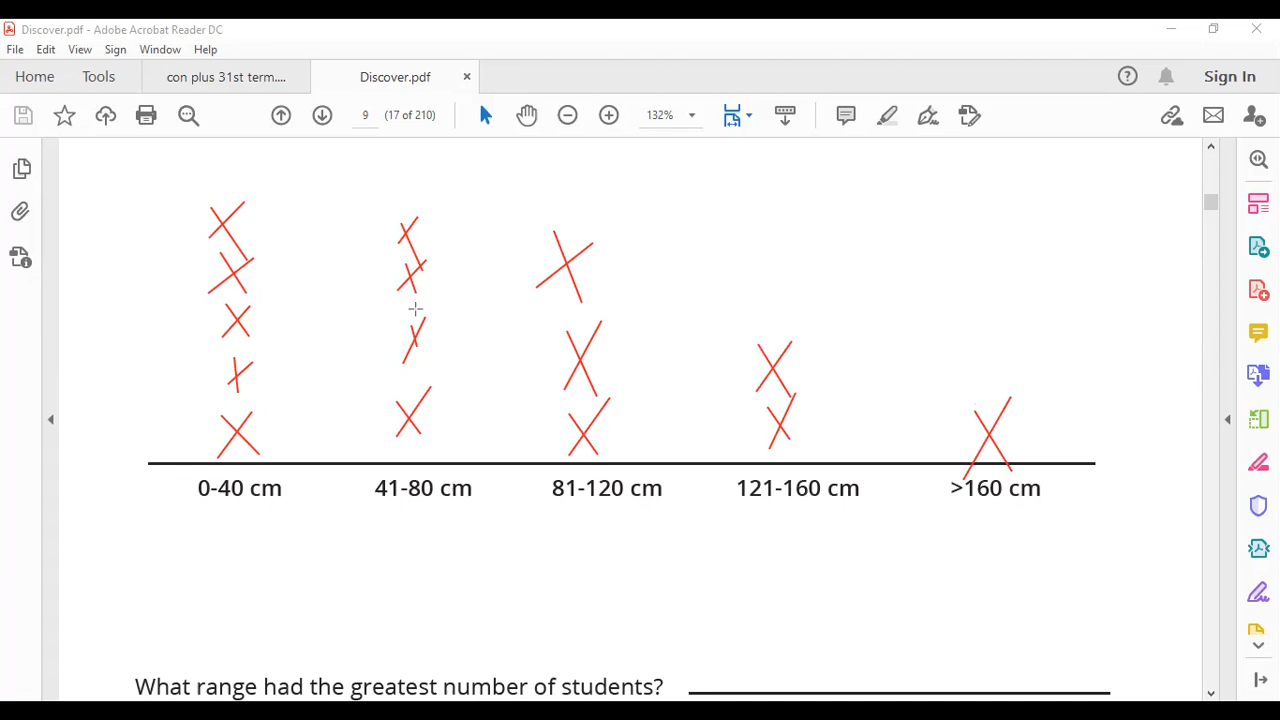 Discover.pdf - Adobe Acrobat Reader DC
File Edit View Sign Window Help
Home Tools con plus 31st term.... Discover.pdf × Sign In
9 (17 of 210) 132%
X X X
X X
X X X X
X X
X X X X X
0-40 cm 41-80 cm 81-120 cm 121-160 cm >160 cm
What range had the greatest number of students?